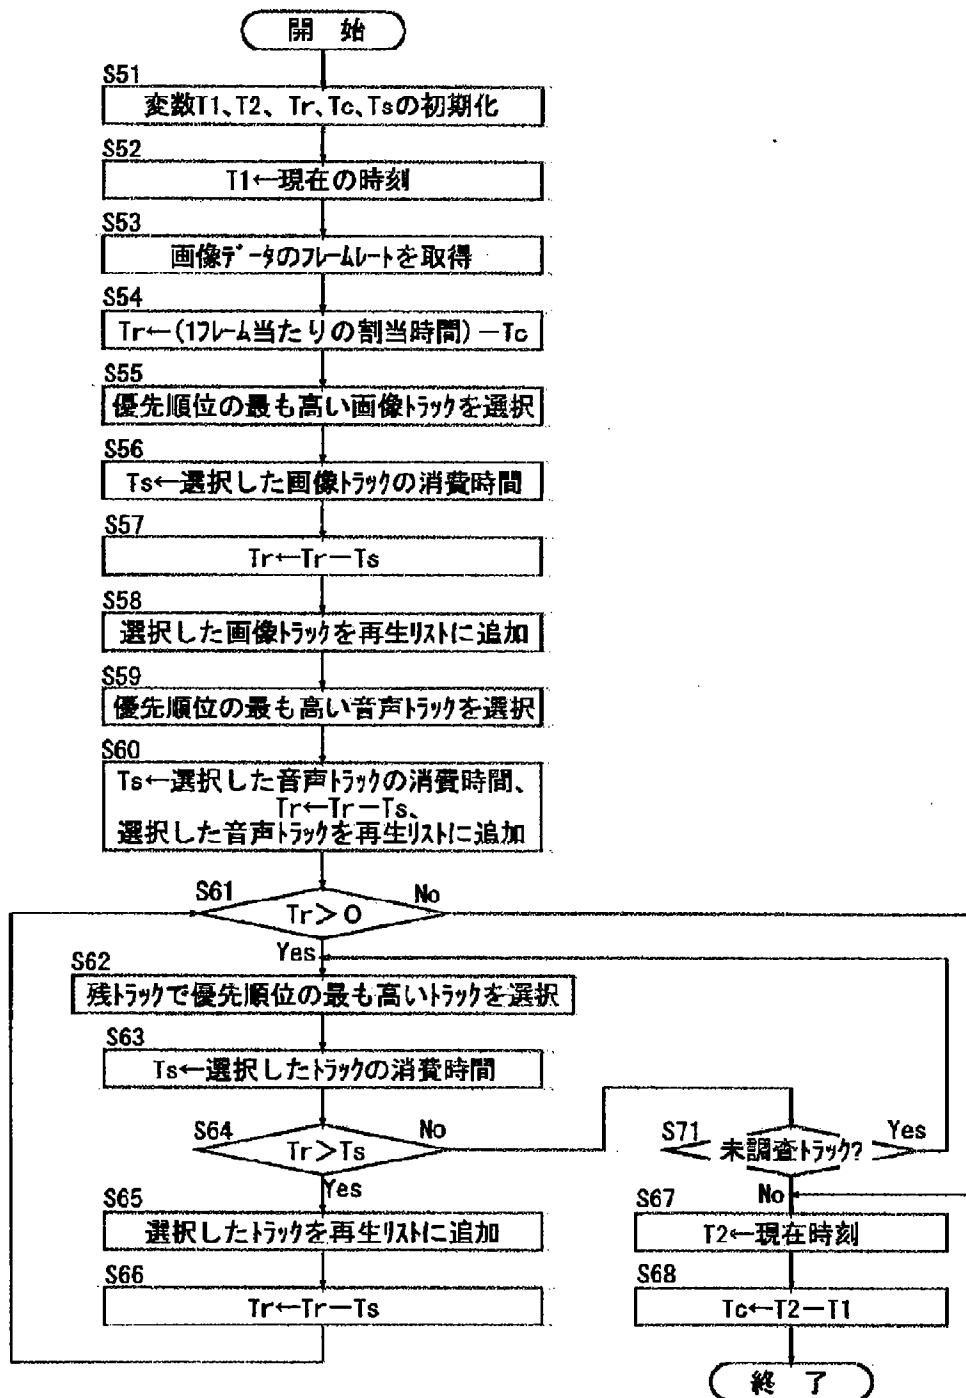 開 始
S51
変数T1、T2、Tr、Tc、Tsの初期化
S52
T1←現在の時刻
S53
画像ﾃﾞｰﾀのﾌﾚｰﾑﾚｰﾄを取得
S54
Tr←(1ﾌﾚｰﾑ当たりの割当時間)－Tc
S55
優先順位の最も高い画像ﾄﾗｯｸを選択
S56
Ts←選択した画像ﾄﾗｯｸの消費時間
S57
Tr←Tr－Ts
S58
選択した画像ﾄﾗｯｸを再生ﾘｽﾄに追加
S59
優先順位の最も高い音声ﾄﾗｯｸを選択
S60
Ts←選択した音声ﾄﾗｯｸの消費時間、
Tr←Tr－Ts、
選択した音声ﾄﾗｯｸを再生ﾘｽﾄに追加
S61
Tr＞0
No
Yes
S62
残ﾄﾗｯｸで優先順位の最も高いﾄﾗｯｸを選択
S63
Ts←選択したﾄﾗｯｸの消費時間
S64
Tr＞Ts
No
Yes
S71
未調査ﾄﾗｯｸ?
Yes
No
S65
選択したﾄﾗｯｸを再生ﾘｽﾄに追加
S66
Tr←Tr－Ts
S67
T2←現在時刻
S68
Tc←T2－T1
終 了